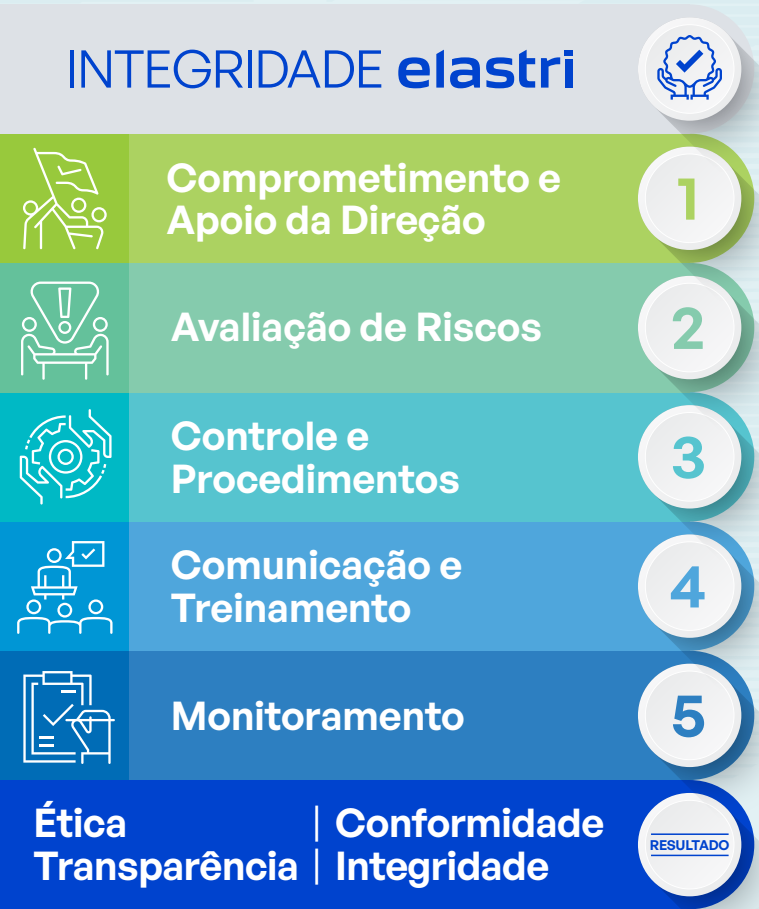 INTEGRIDADE elastri
Comprometimento e
Apoio da Direção
1
Avaliação de Riscos
2
Controle e
Procedimentos
3
Comunicação e
Treinamento
4
Monitoramento
5
Ética | Conformidade
Transparência | Integridade
RESULTADO